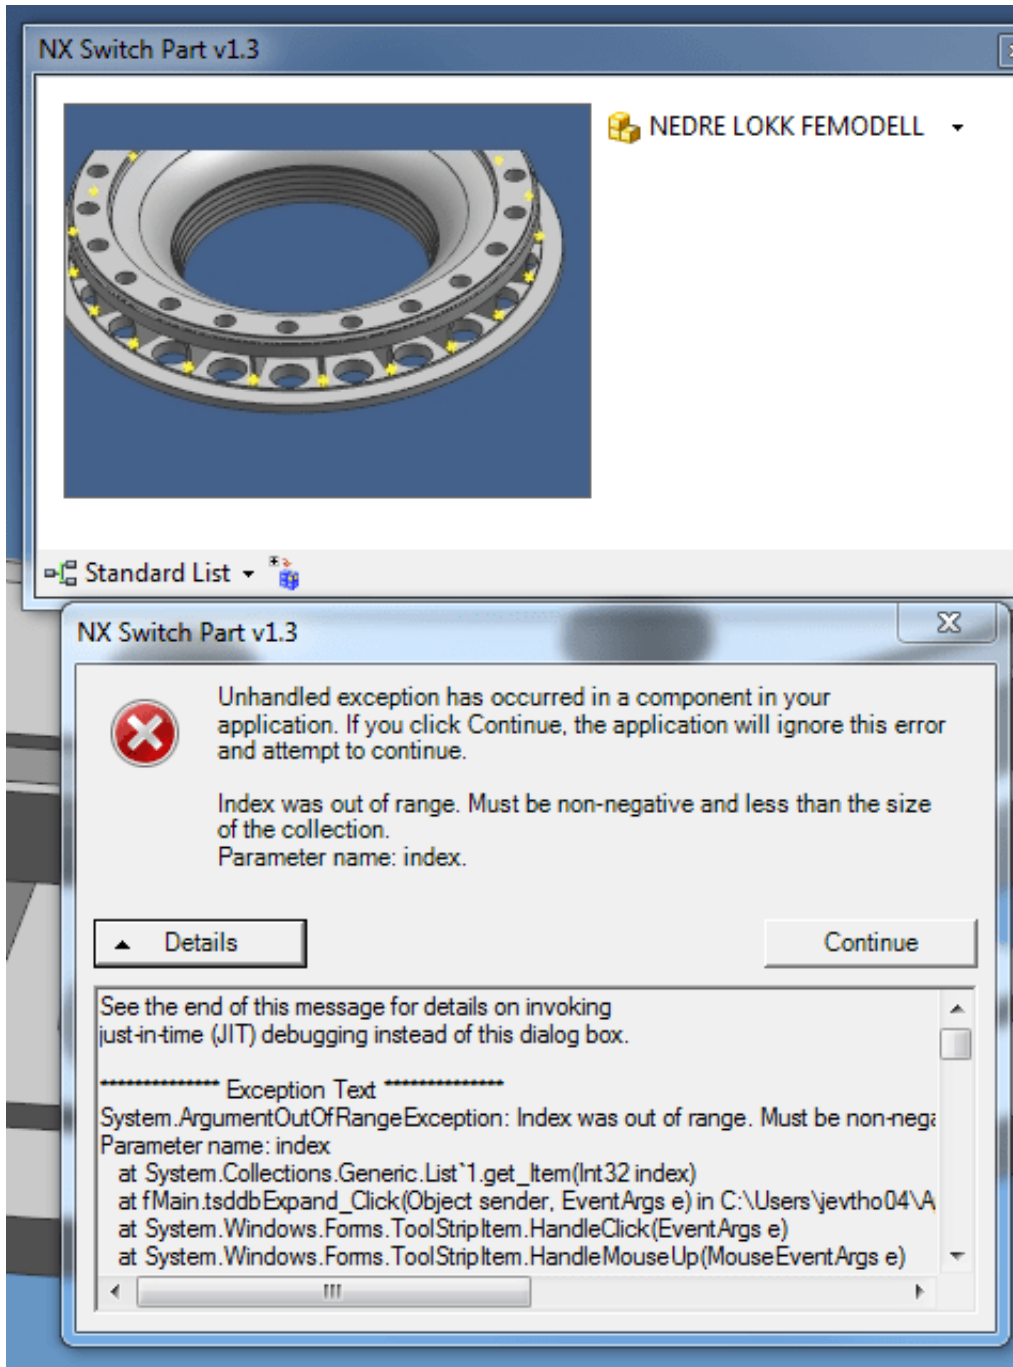 NX Switch Part v1.3
NEDRE LOKK FEMODELL
Standard List
NX Switch Part v1.3
Unhandled exception has occurred in a component in your
application. If you click Continue, the application will ignore this error
and attempt to continue.
Index was out of range. Must be non-negative and less than the size
of the collection.
Parameter name: index.
Details
Continue
See the end of this message for details on invoking
just-in-time (JIT) debugging instead of this dialog box.
************** Exception Text **************
System.ArgumentOutOfRangeException: Index was out of range. Must be non-nega
Parameter name: index
at System.Collections.Generic.List`1.get_Item(Int32 index)
at fMain.tsddbExpand_Click(Object sender, EventArgs e) in C:\Users\jevtho04\A
at System.Windows.Forms.ToolStripItem.HandleClick(EventArgs e)
at System.Windows.Forms.ToolStripItem.HandleMouseUp(MouseEventArgs e)